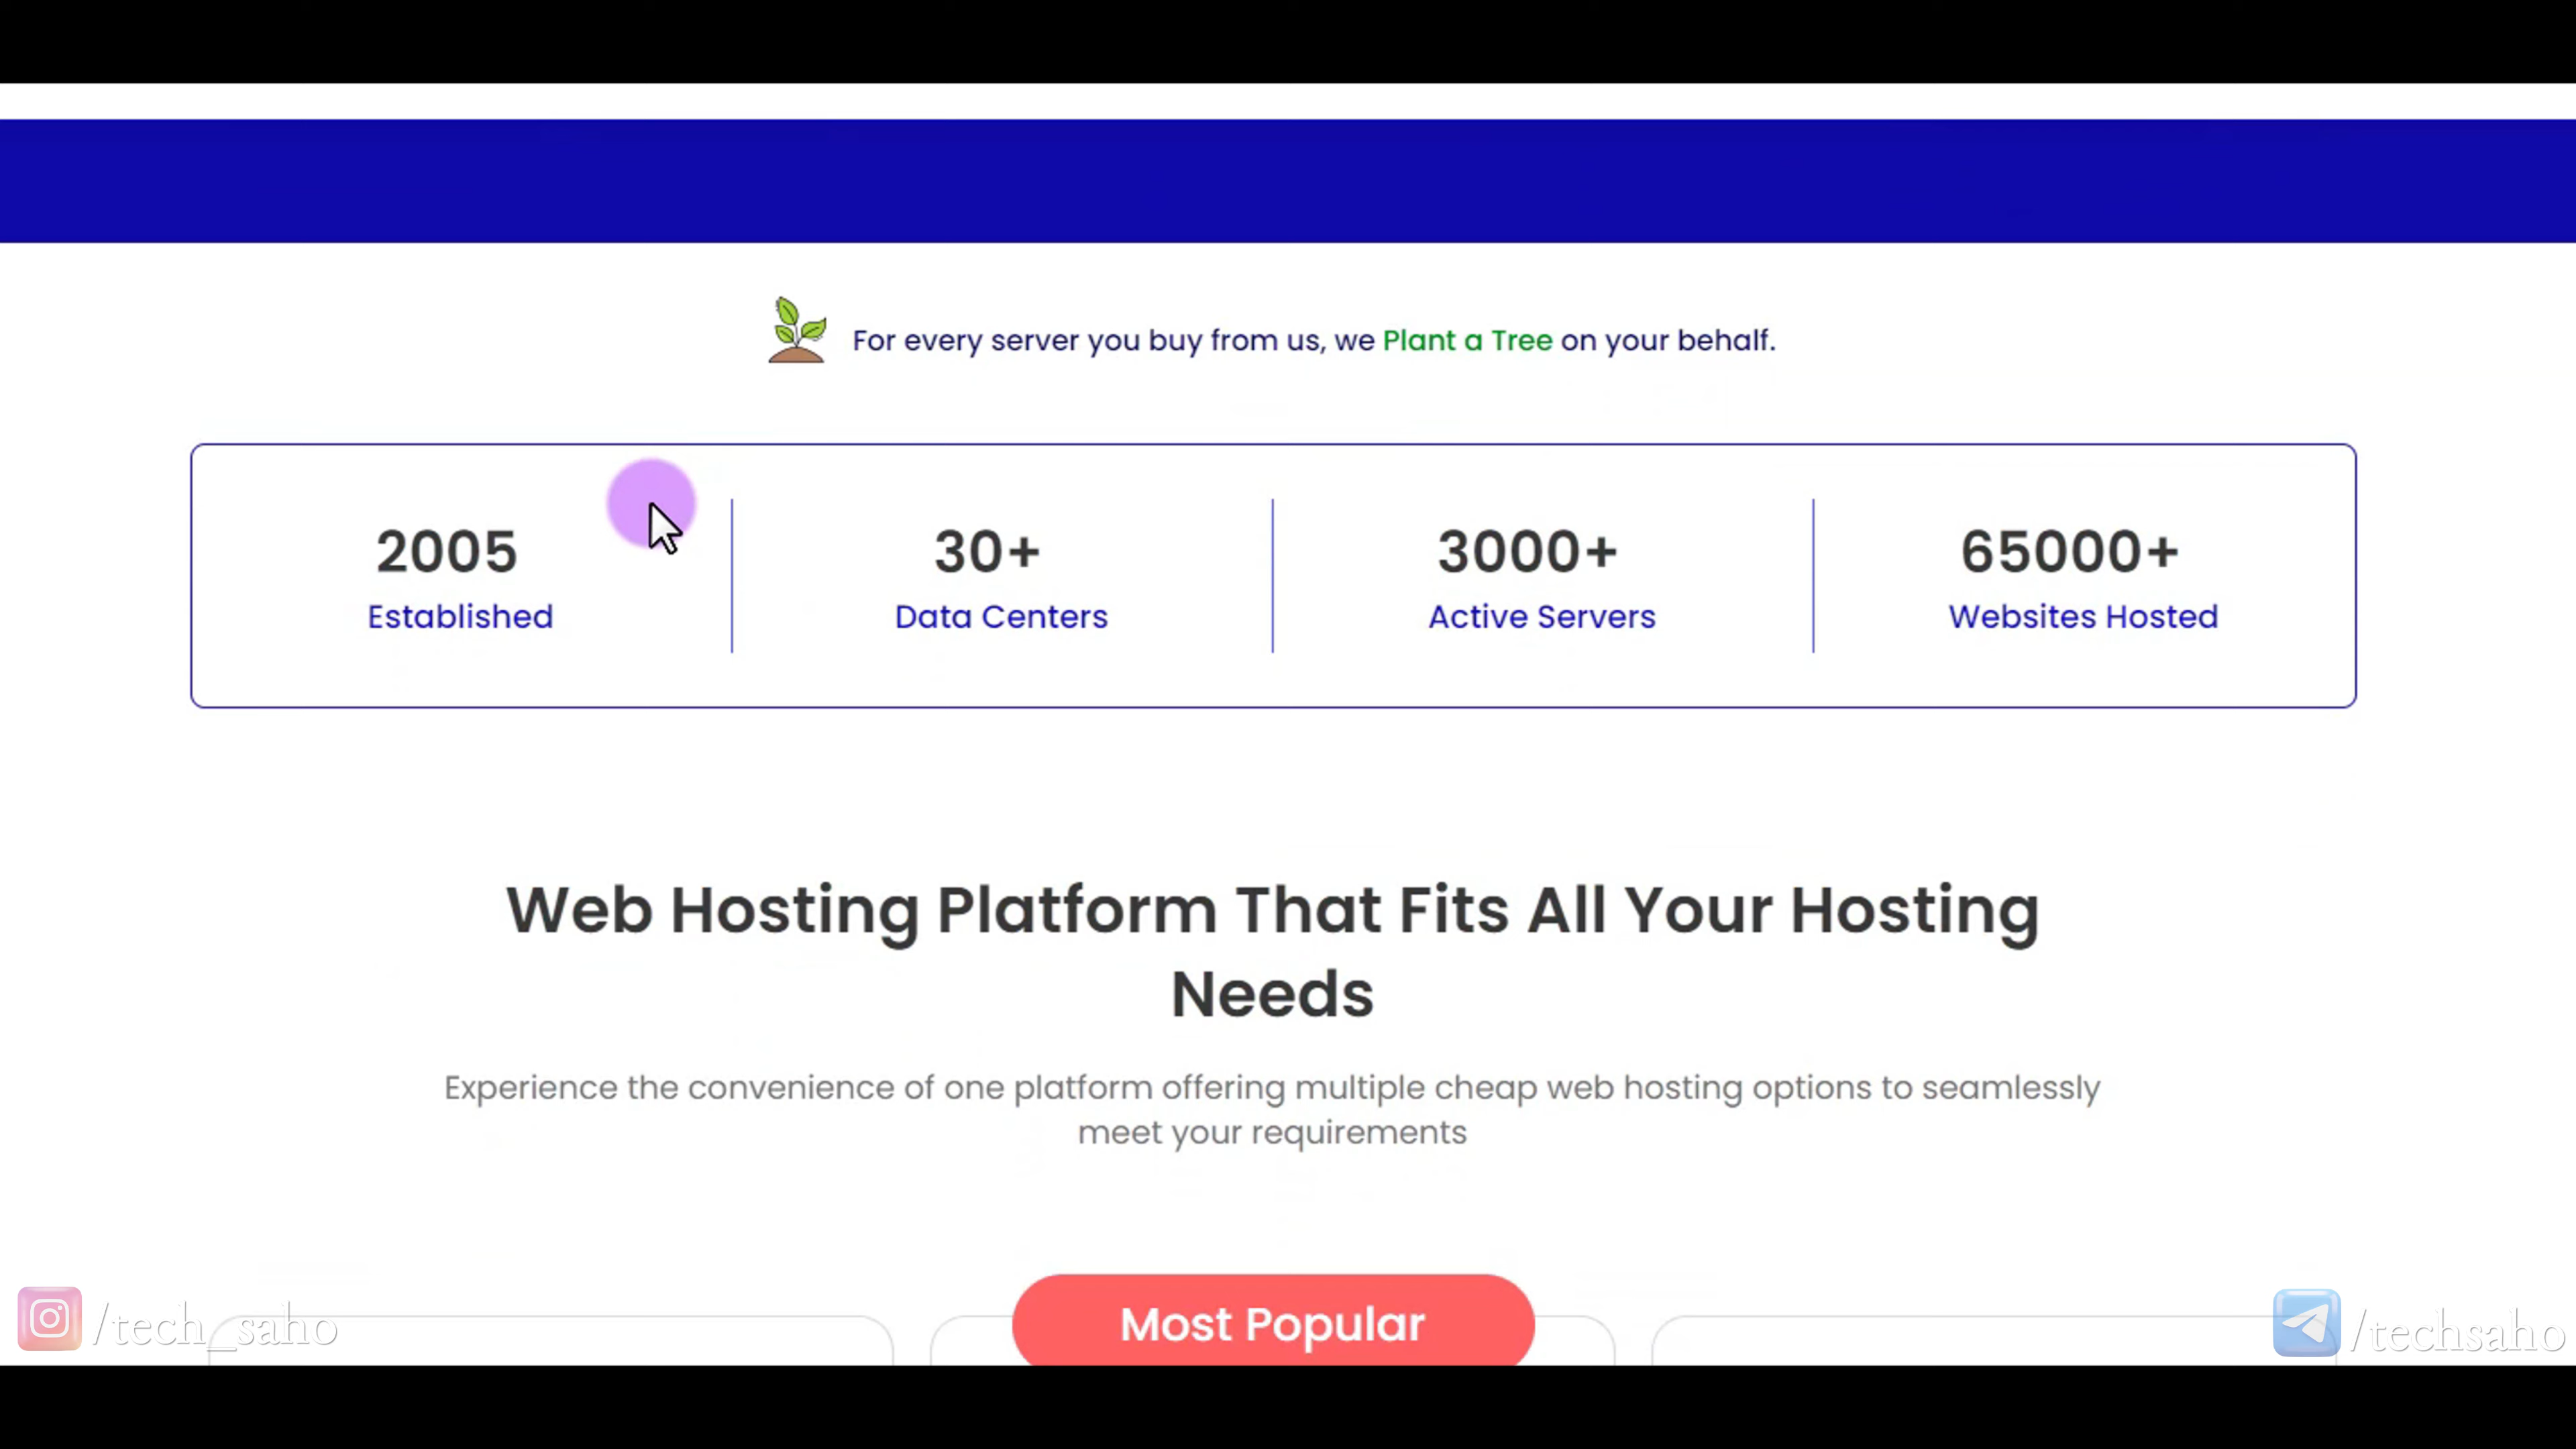 For every server you buy from us, we Plant a Tree on your behalf.
2005
Established
30+
Data Centers
3000+
Active Servers
65000+
Websites Hosted
Web Hosting Platform That Fits All Your Hosting
Needs
Experience the convenience of one platform offering multiple cheap web hosting options to seamlessly
meet your requirements
Most Popular
/tech_saho
/techsaho